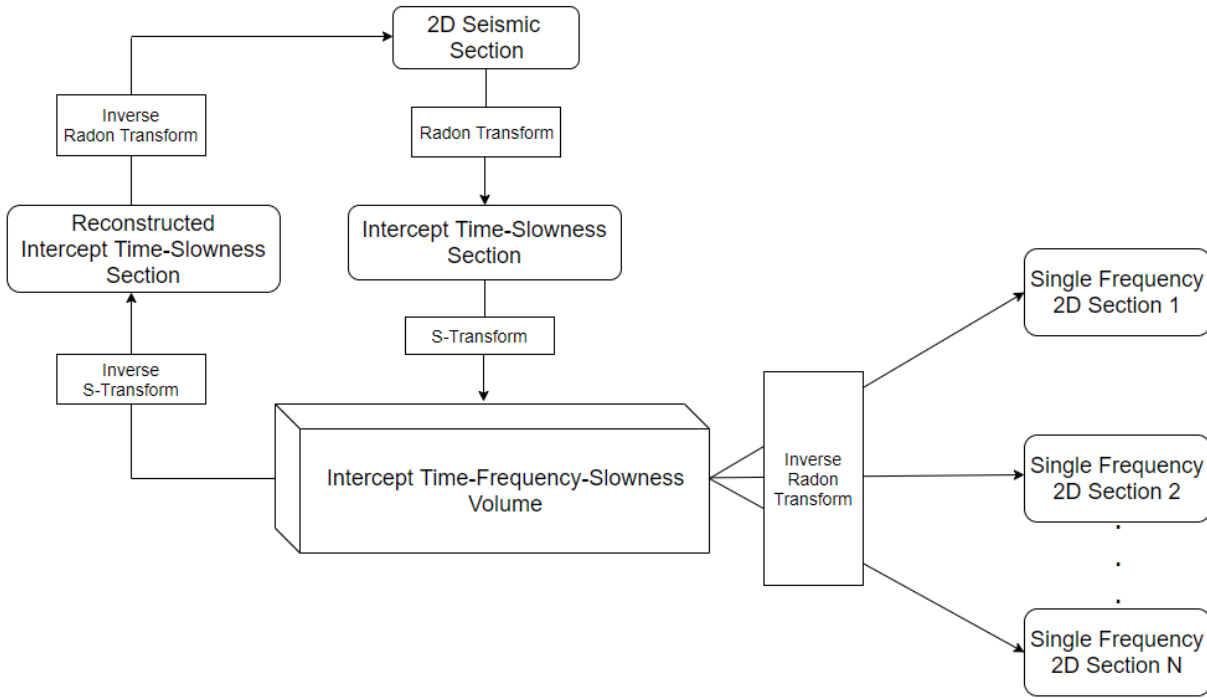 2D Seismic
Section
Inverse
Radon Transform
Radon Transform
Reconstructed
Intercept Time-Slowness
Section
Intercept Time-Slowness
Section
Single Frequency
2D Section 1
S-Transform
Inverse
S-Transform
Intercept Time-Frequency-Slowness
Volume
Inverse
Radon
Transform
Single Frequency
2D Section 2
.
.
.
Single Frequency
2D Section N